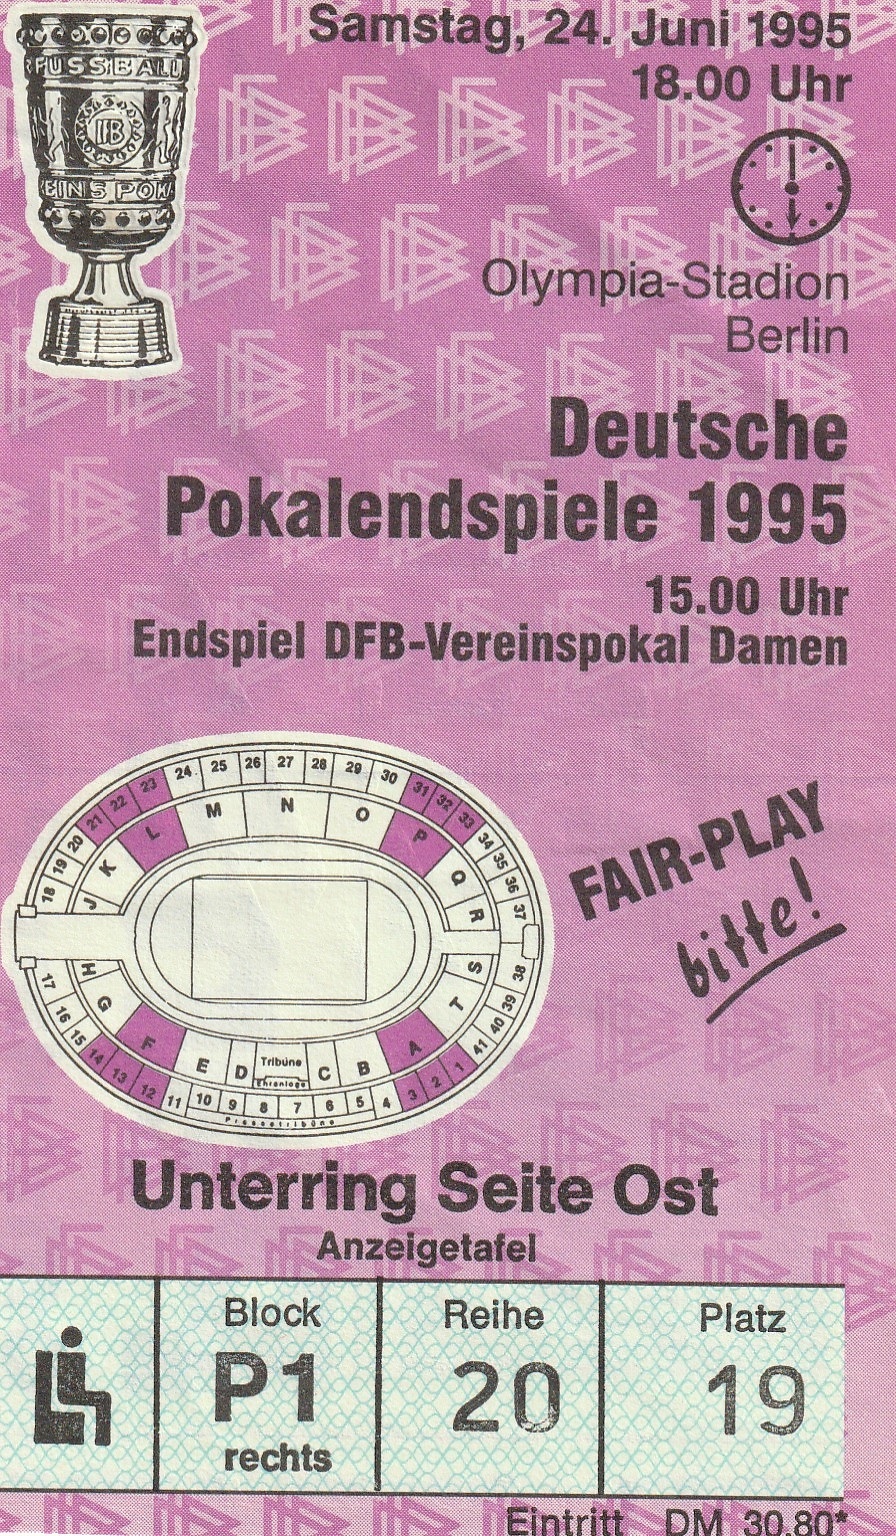 Samstag, 24. Juni 1995
18.00 Uhr
FUSSBALL
EINS POKA
Olympia-Stadion
Berlin
Deutsche
Pokalendspiele 1995
15.00 Uhr
Endspiel DFB-Vereinspokal Damen
FAIR-PLAY
bitte!
18 19 20 21 22 23 24 25 26 27 28 29 30 31 32 33 34 35 36 37
J K L M N O P Q R
H G F E D Tribüne C B A T S
Ehrenloge
17 16 15 14 13 12 11 10 9 8 7 6 5 4 3 2 1 41 40 39 38
Pressetribüne
Unterring Seite Ost
Anzeigetafel
Block Reihe Platz
P1 20 19
rechts
Eintritt DM 30,80*